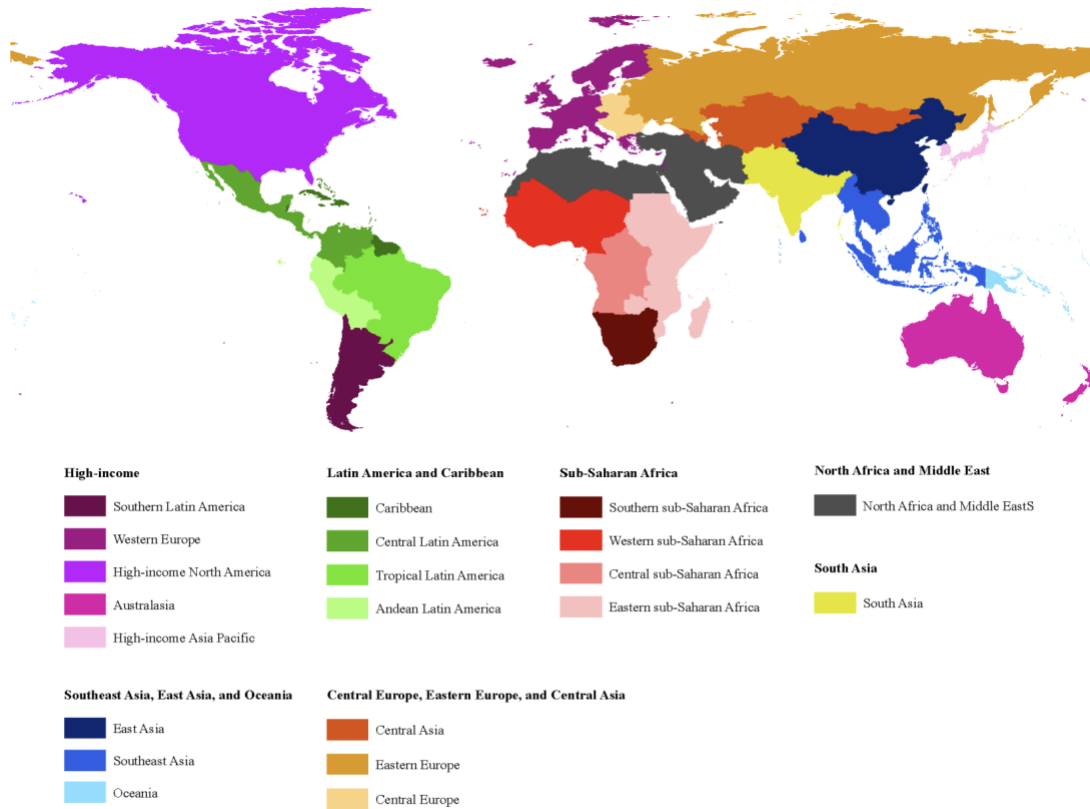 High-income
Southern Latin America
Western Europe
High-income North America
Australasia
High-income Asia Pacific
Latin America and Caribbean
Caribbean
Central Latin America
Tropical Latin America
Andean Latin America
Sub-Saharan Africa
Southern sub-Saharan Africa
Western sub-Saharan Africa
Central sub-Saharan Africa
Eastern sub-Saharan Africa
North Africa and Middle East
North Africa and Middle EastS
South Asia
South Asia
Southeast Asia, East Asia, and Oceania
East Asia
Southeast Asia
Oceania
Central Europe, Eastern Europe, and Central Asia
Central Asia
Eastern Europe
Central Europe